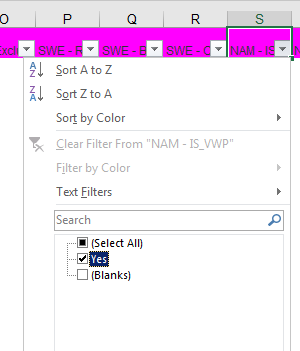 O P Q R S
Exclu SWE - R SWE - B SWE - C NAM - IS N
Sort A to Z
Sort Z to A
Sort by Color
Clear Filter From "NAM - IS_VWP"
Filter by Color
Text Filters
Search
(Select All)
Yes
(Blanks)